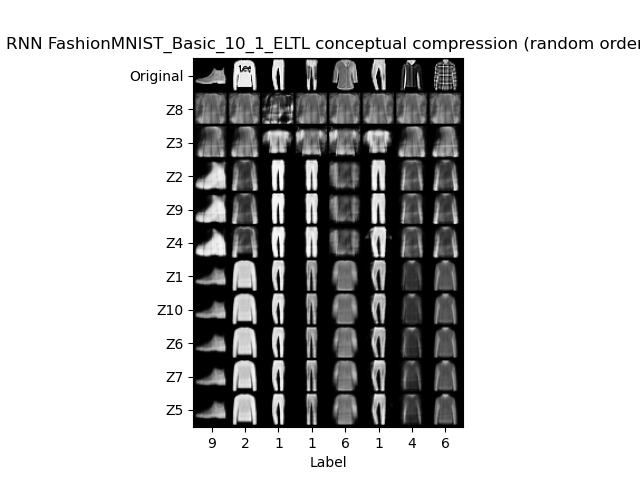 RNN FashionMNIST_Basic_10_1_ELTL conceptual compression (random order
Original
Lee
Z8
Z3
Z2
Z9
Z4
Z1
Z10
Z6
Z7
Z5
9 2 1 1 6 1 4 6
Label